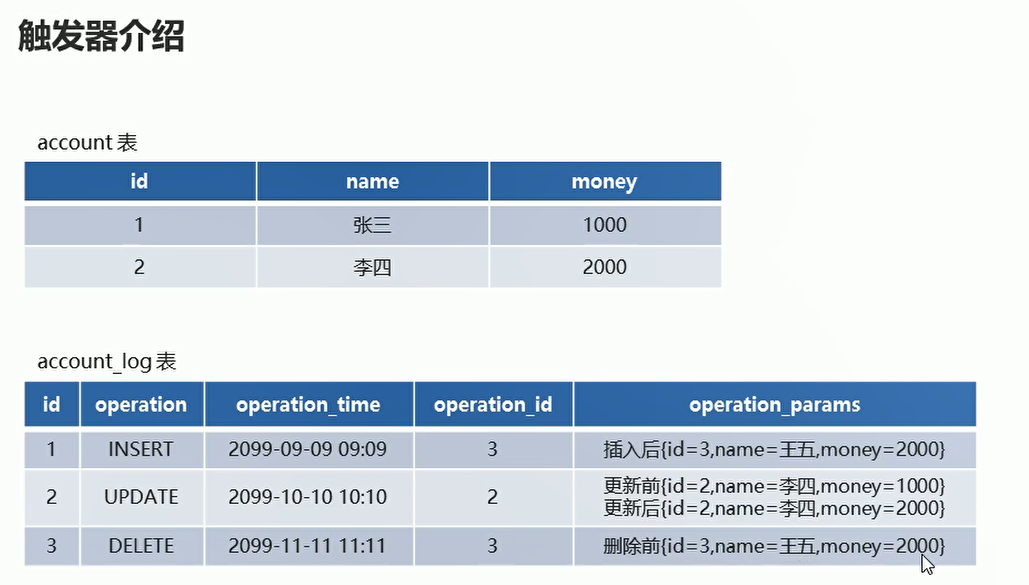 触发器介绍
account 表
id name money
1 张三 1000
2 李四 2000
account_log 表
id operation operation_time operation_id operation_params
1 INSERT 2099-09-09 09:09 3 插入后{id=3,name=王五,money=2000}
2 UPDATE 2099-10-10 10:10 2 更新前{id=2,name=李四,money=1000}
更新后{id=2,name=李四,money=2000}
3 DELETE 2099-11-11 11:11 3 删除前{id=3,name=王五,money=2000}